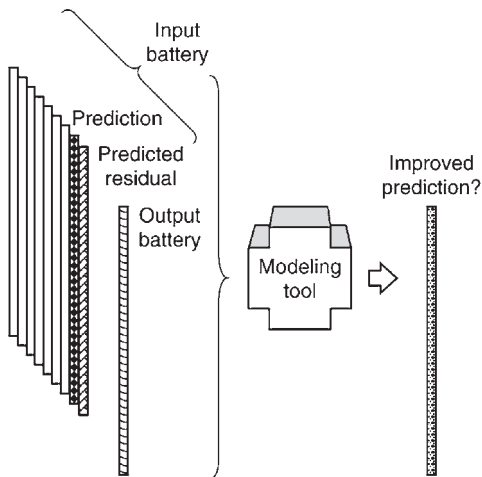 Input
battery
Prediction
Predicted
residual
Output
battery
Modeling
tool
Improved
prediction?